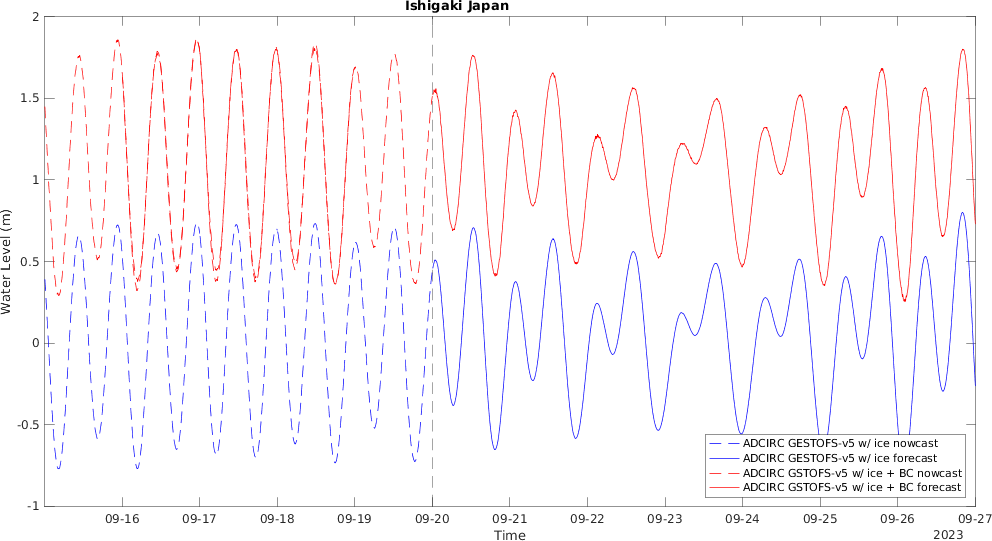 Ishigaki Japan
Water Level (m)
2
1.5
1
0.5
0
-0.5
-1
ADCIRC GESTOFS-v5 w/ ice nowcast
ADCIRC GESTOFS-v5 w/ ice forecast
ADCIRC GSTOFS-v5 w/ ice + BC nowcast
ADCIRC GSTOFS-v5 w/ ice + BC forecast
09-16 09-17 09-18 09-19 09-20 09-21 09-22 09-23 09-24 09-25 09-26 09-27
Time
2023